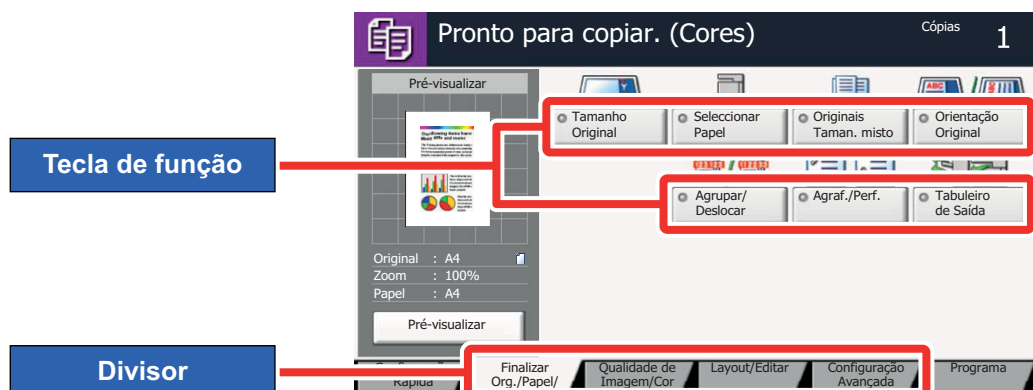 Pronto para copiar. (Cores)
Cópias
1
Pré-visualizar
Tamanho
Original
Seleccionar
Papel
Originais
Taman. misto
Orientação
Original
Tecla de função
Agrupar/
Deslocar
Agraf./Perf.
Tabuleiro
de Saída
Original : A4
Zoom : 100%
Papel : A4
Pré-visualizar
Divisor
Rápida
Finalizar
Org./Papel/
Qualidade de
Imagem/Cor
Layout/Editar
Configuração
Avançada
Programa